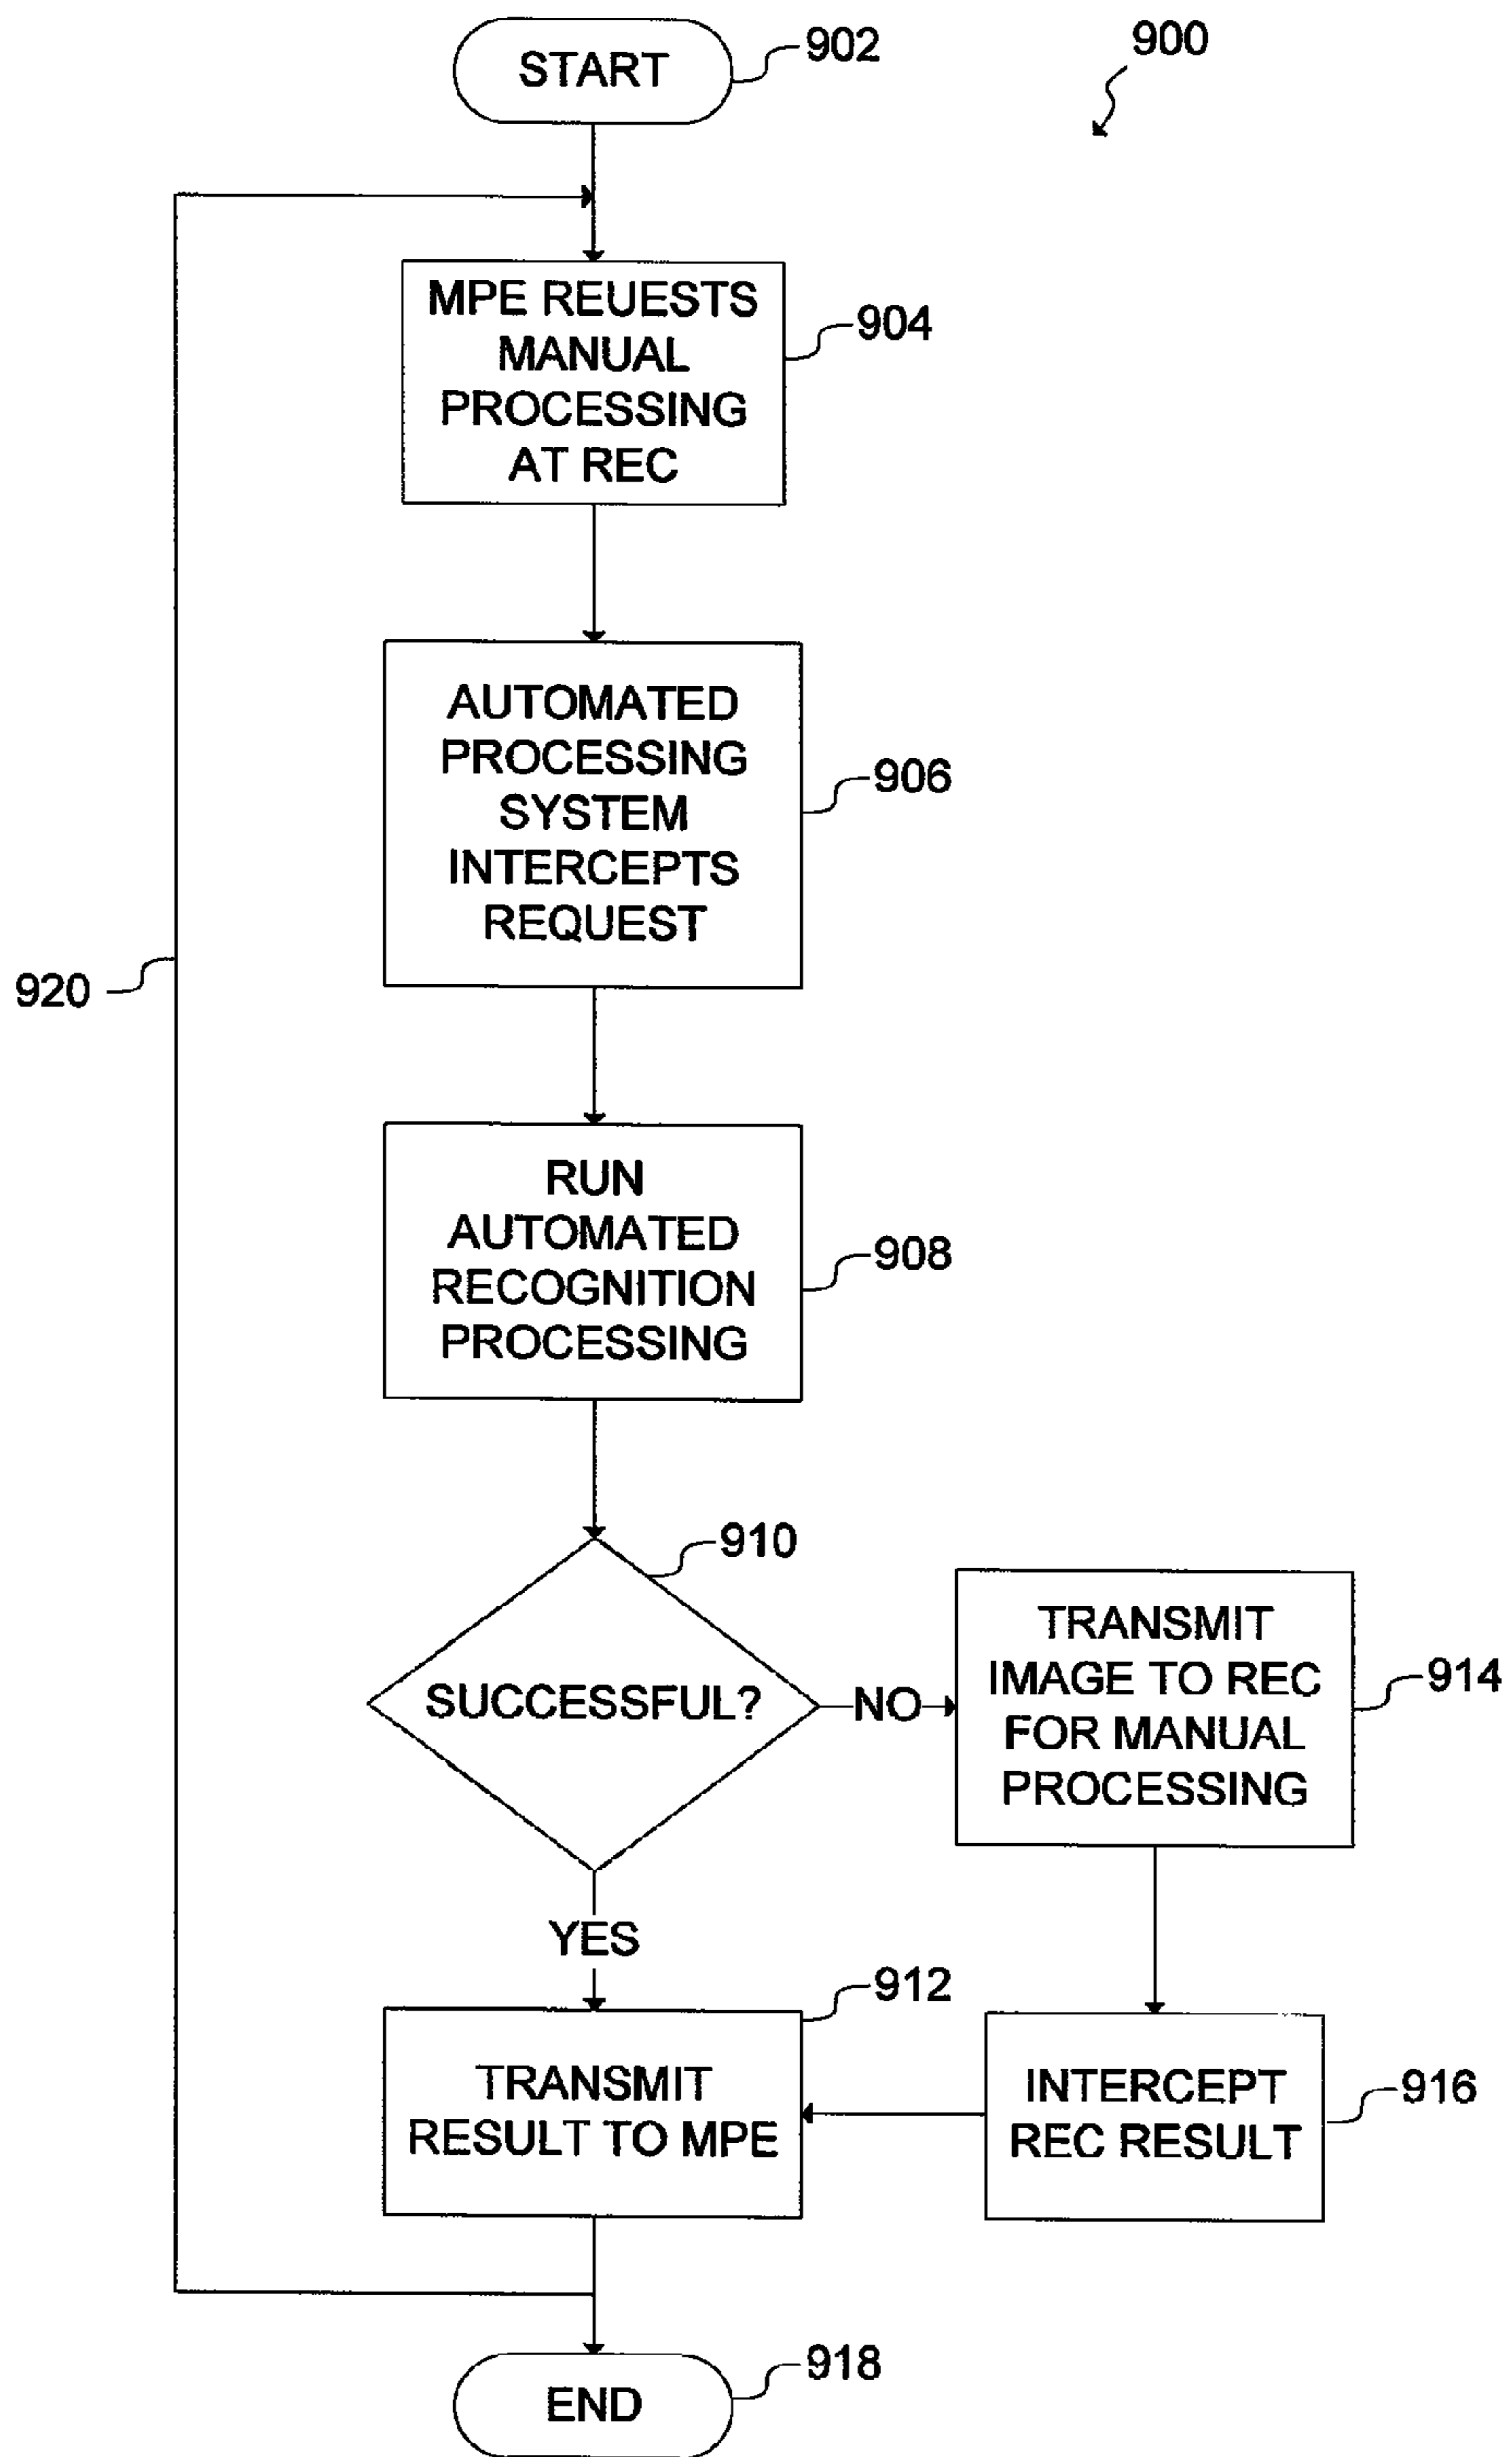 START
902
900
MPE REUESTS
MANUAL
PROCESSING
AT REC
904
AUTOMATED
PROCESSING
SYSTEM
INTERCEPTS
REQUEST
906
920
RUN
AUTOMATED
RECOGNITION
PROCESSING
908
910
SUCCESSFUL?
NO
TRANSMIT
IMAGE TO REC
FOR MANUAL
PROCESSING
914
YES
912
TRANSMIT
RESULT TO MPE
INTERCEPT
REC RESULT
916
END
918